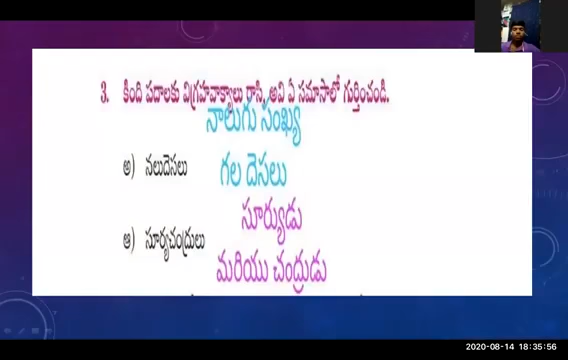 3. కింది పదాలకు విగ్రహవాక్యాలు రాసి, అవి ఏ సమాసాలో గుర్తించండి.
నాలుగు సంఖ్య
అ) నలుదెసలు గల దెసలు
సూర్యుడు
ఆ) సూర్యచంద్రులు
మరియు చంద్రుడు
2020-08-14 18:35:56